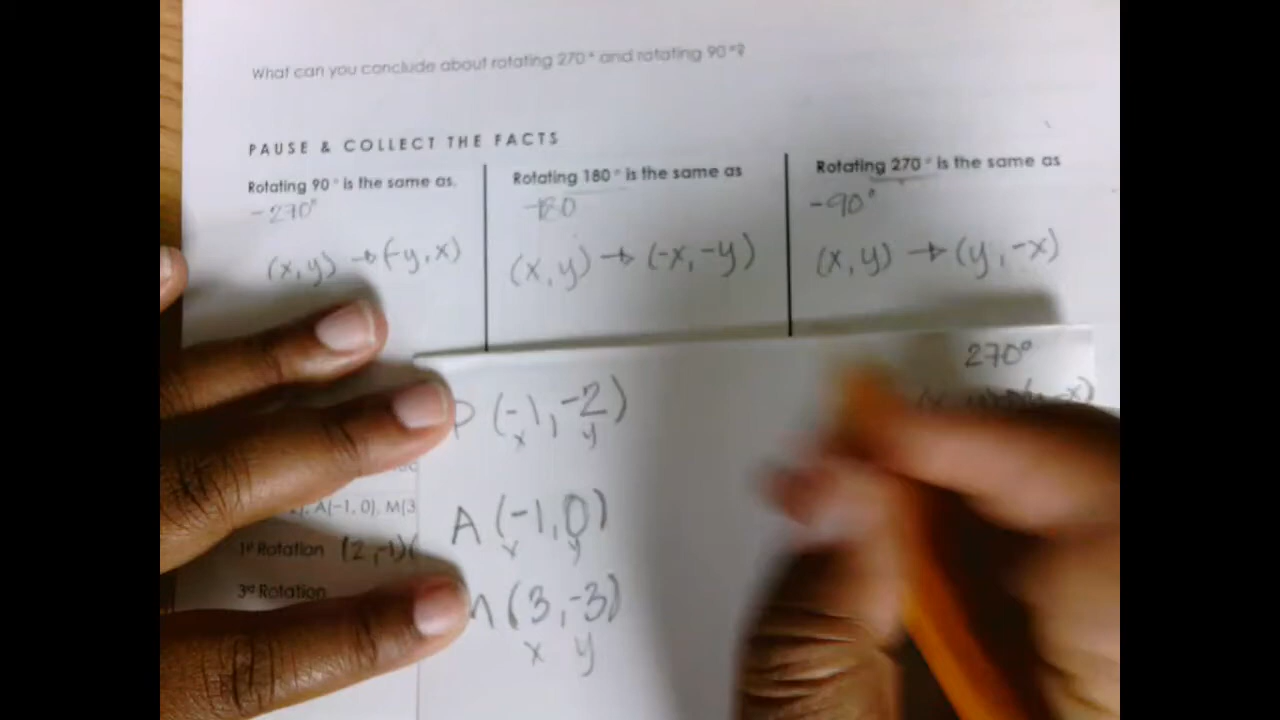 What can you conclude about rotating 270° and rotating 90°?
PAUSE & COLLECT THE FACTS
Rotating 90° is the same as
-270°
(x,y) → (-y,x)
Rotating 180° is the same as
-180
(x,y) → (-x,-y)
Rotating 270° is the same as
-90°
(x,y) → (y,-x)
270°
P (-1,-2)
x y
A (-1,0)
x y
(3,-3)
x y
A(-1, 0), M(3
1st Rotation (2,-1)(
3rd Rotation